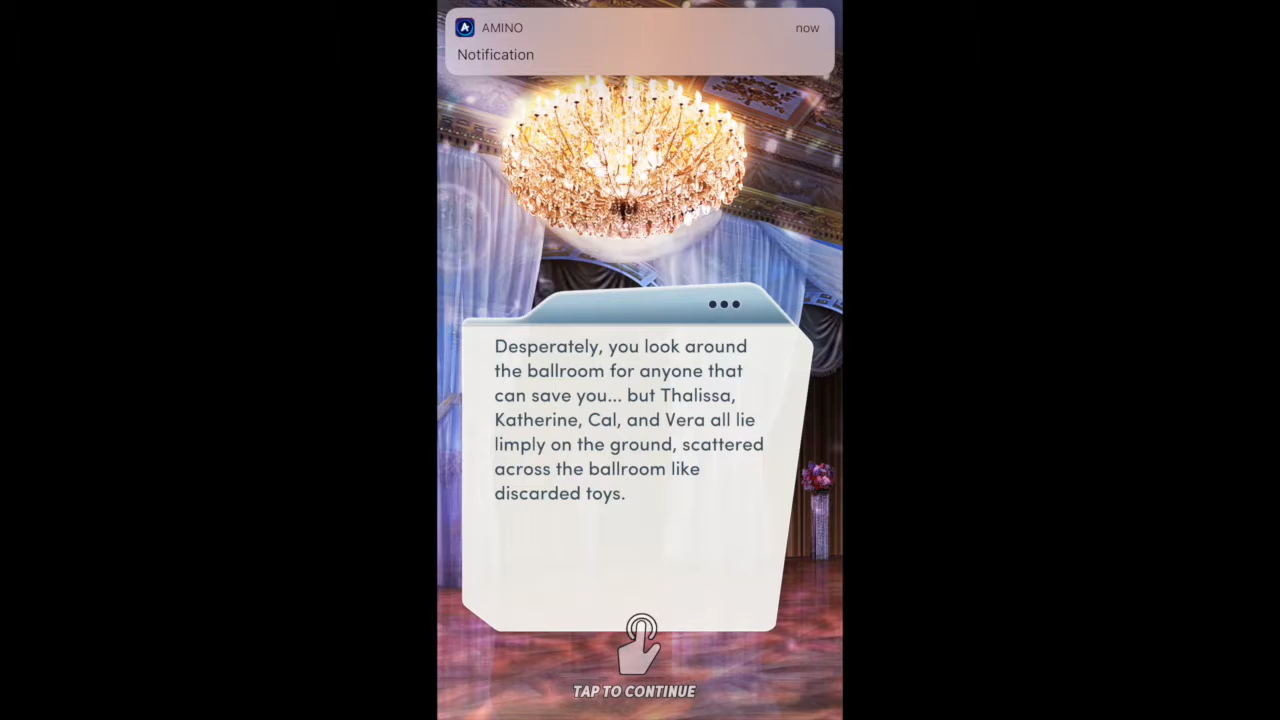 AMINO
now
Notification
Desperately, you look around
the ballroom for anyone that
can save you... but Thalissa,
Katherine, Cal, and Vera all lie
limply on the ground, scattered
across the ballroom like
discarded toys.
TAP TO CONTINUE